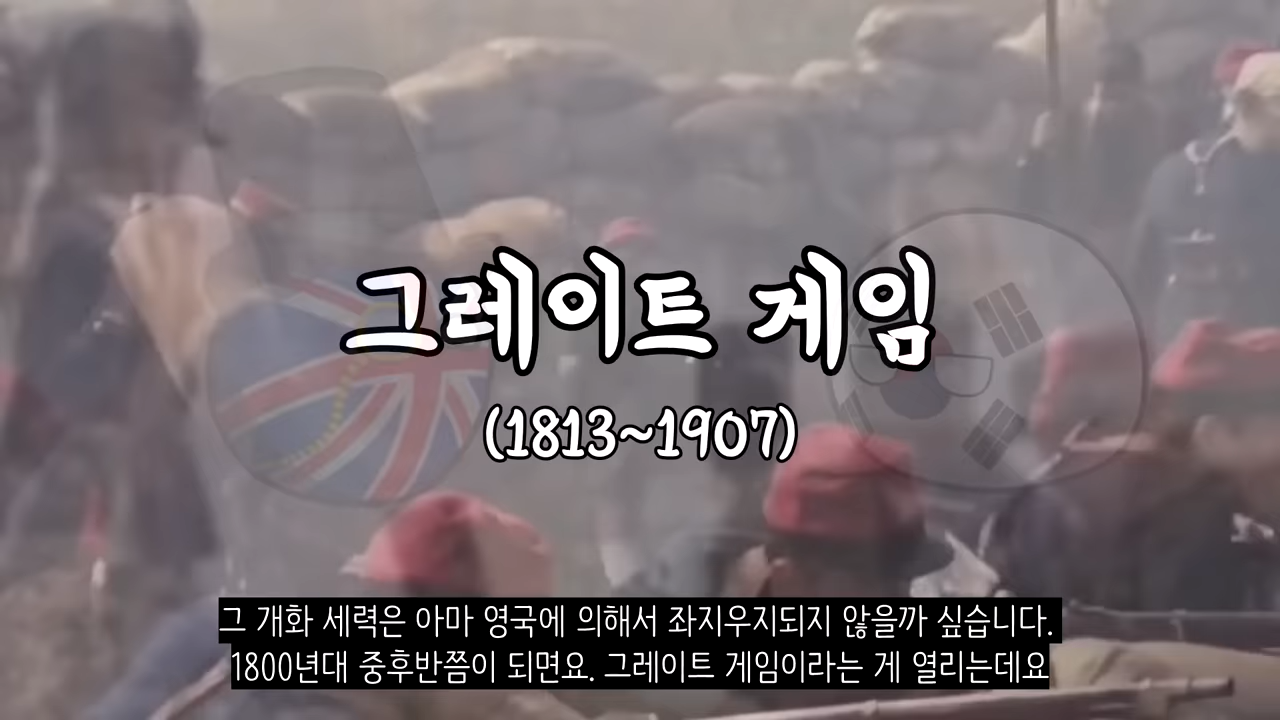 그레이트 게임
(1813~1907)
그 개화 세력은 아마 영국에 의해서 좌지우지되지 않을까 싶습니다.
1800년대 중후반쯤이 되면요. 그레이트 게임이라는 게 열리는데요